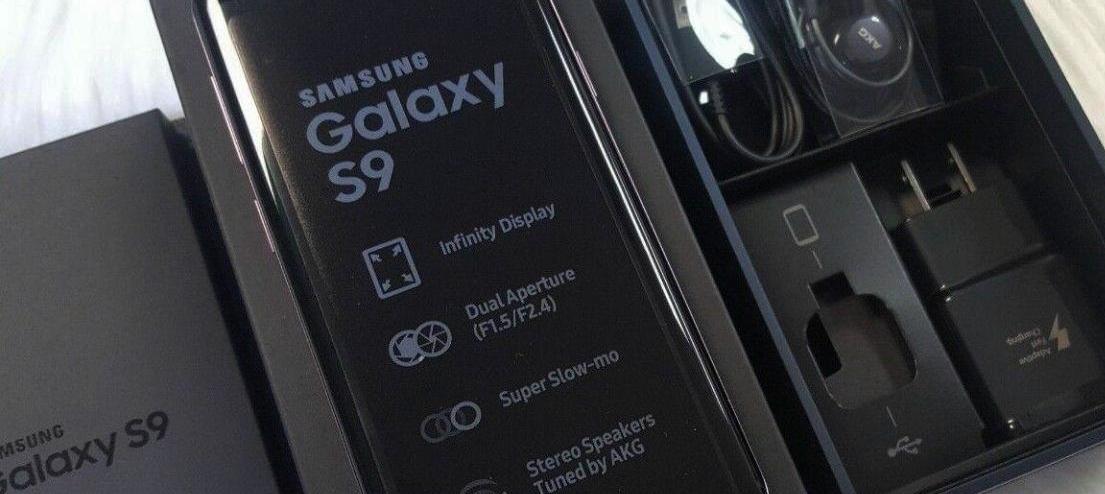 SAMSUNG
Galaxy
S9
Infinity Display
Dual Aperture
(F1.5/F2.4)
Super Slow-mo
Stereo Speakers
Tuned by AKG
MSUNG
Galaxy S9
AKG
Adaptive
Fast
Charging